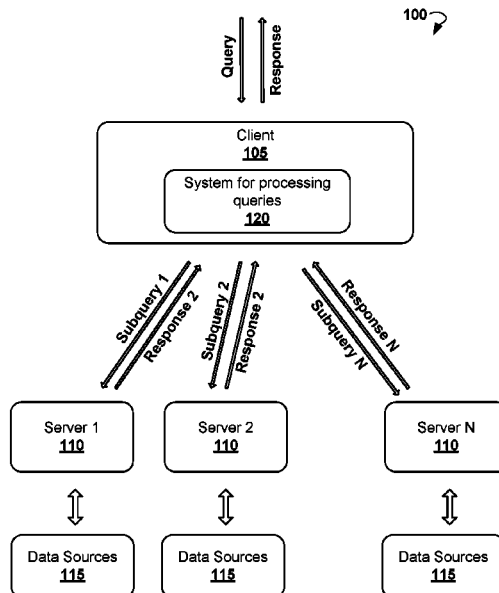 100
Query
Response
Client
105
System for processing
queries
120
Subquery 1
Response 2
Subquery 2
Response 2
Response N
Subquery N
Server 1
110
Server 2
110
Server N
110
Data Sources
115
Data Sources
115
Data Sources
115